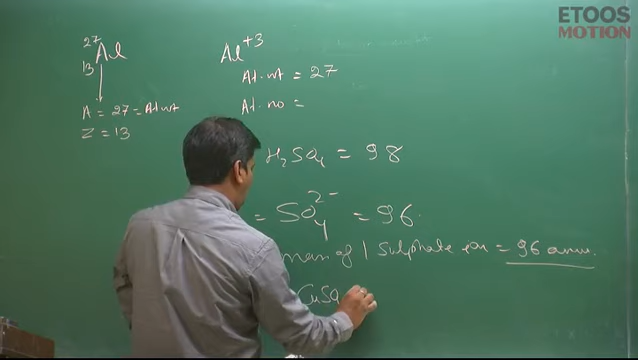 ETOOS
MOTION
27
13 Al
Al+3
At. wt = 27
A = 27 = At wt
Z = 13
At. no =
H2SO4 = 98
= SO4 2- = 96.
mass of 1 Sulphate ion = 96 amu.
CuSO